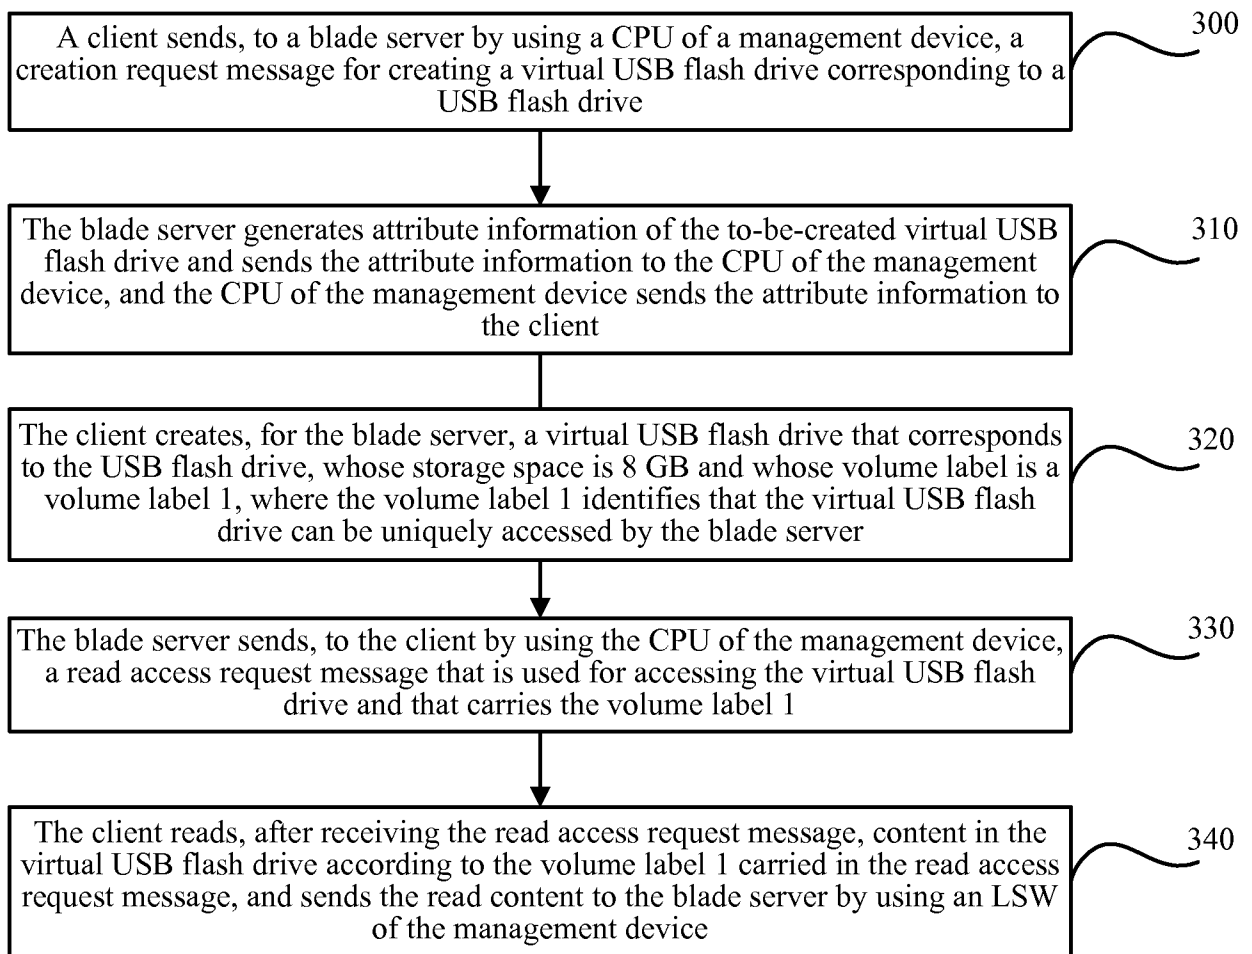 A client sends, to a blade server by using a CPU of a management device, a
creation request message for creating a virtual USB flash drive corresponding to a
USB flash drive
300
The blade server generates attribute information of the to-be-created virtual USB
flash drive and sends the attribute information to the CPU of the management
device, and the CPU of the management device sends the attribute information to
the client
310
The client creates, for the blade server, a virtual USB flash drive that corresponds
to the USB flash drive, whose storage space is 8 GB and whose volume label is a
volume label 1, where the volume label 1 identifies that the virtual USB flash
drive can be uniquely accessed by the blade server
320
The blade server sends, to the client by using the CPU of the management device,
a read access request message that is used for accessing the virtual USB flash
drive and that carries the volume label 1
330
The client reads, after receiving the read access request message, content in the
virtual USB flash drive according to the volume label 1 carried in the read access
request message, and sends the read content to the blade server by using an LSW
of the management device
340